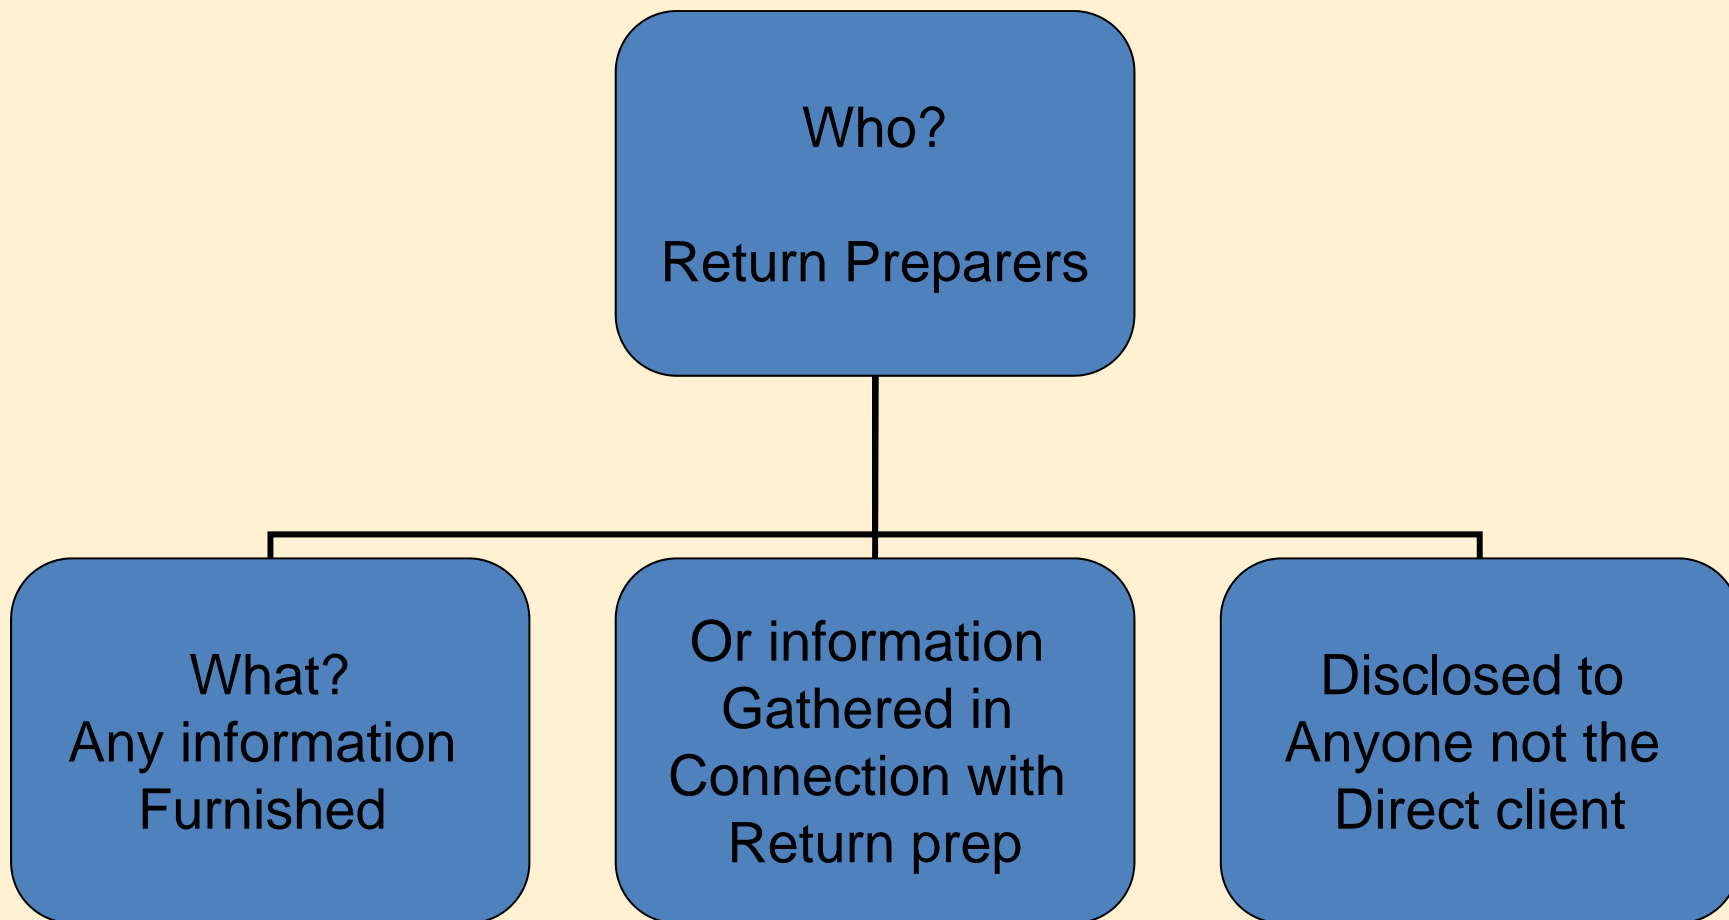 Who?
Return Preparers
What?
Any information
Furnished
Or information
Gathered in
Connection with
Return prep
Disclosed to
Anyone not the
Direct client